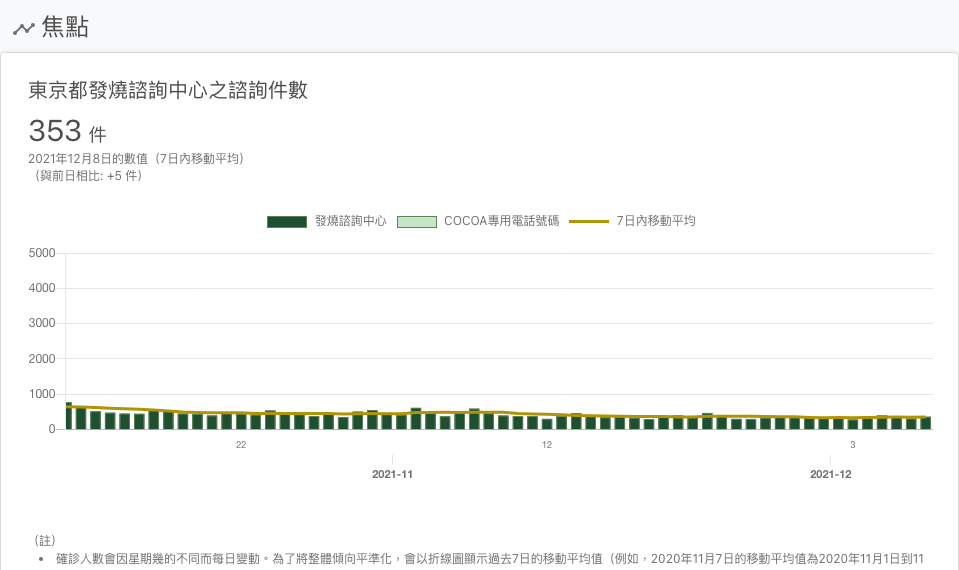 焦點
東京都發燒諮詢中心之諮詢件數
353 件
2021年12月8日的數值（7日內移動平均）
（與前日相比: +5 件）
發燒諮詢中心 COCOA專用電話號碼 7日內移動平均
5000
4000
3000
2000
1000
0
22 12 3
2021-11 2021-12
（註）
• 確診人數會因星期幾的不同而每日變動。為了將整體傾向平準化，會以折線圖顯示過去7日的移動平均值（例如，2020年11月7日的移動平均值為2020年11月1日到11